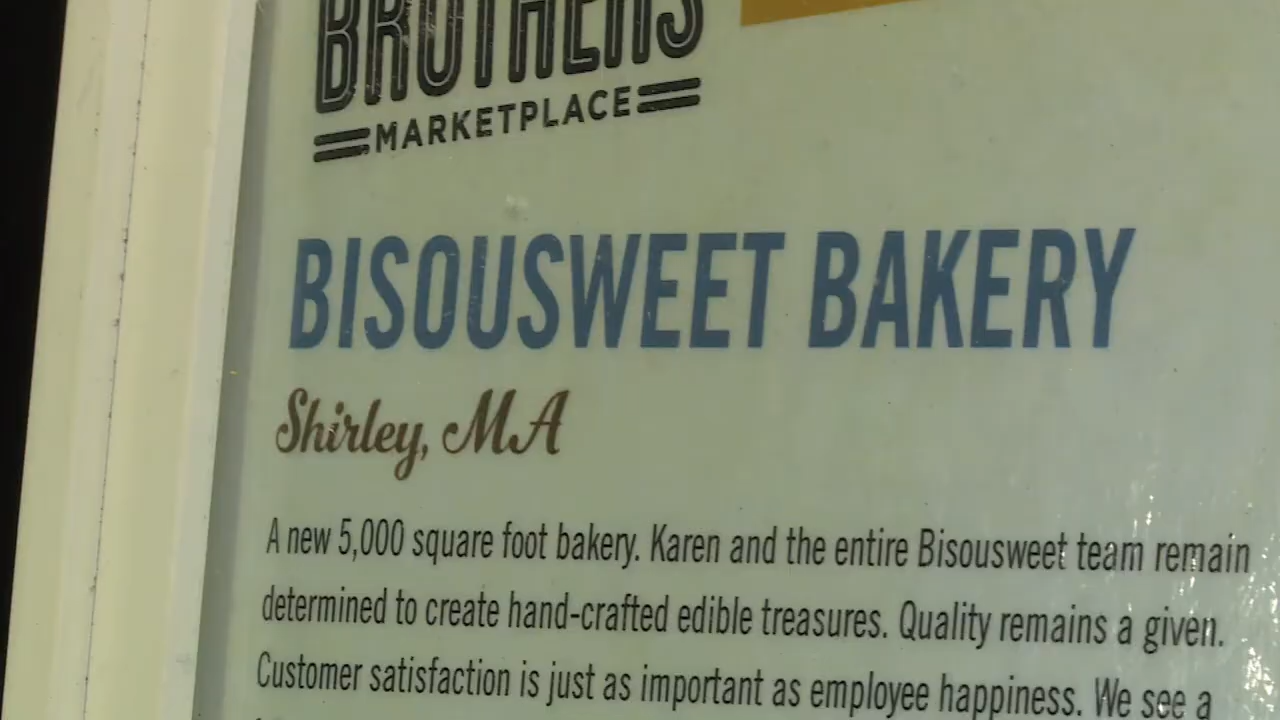 BROTHERS
MARKETPLACE
BISOUSWEET BAKERY
Shirley, MA
A new 5,000 square foot bakery. Karen and the entire Bisousweet team remain
determined to create hand-crafted edible treasures. Quality remains a given.
Customer satisfaction is just as important as employee happiness. We see a